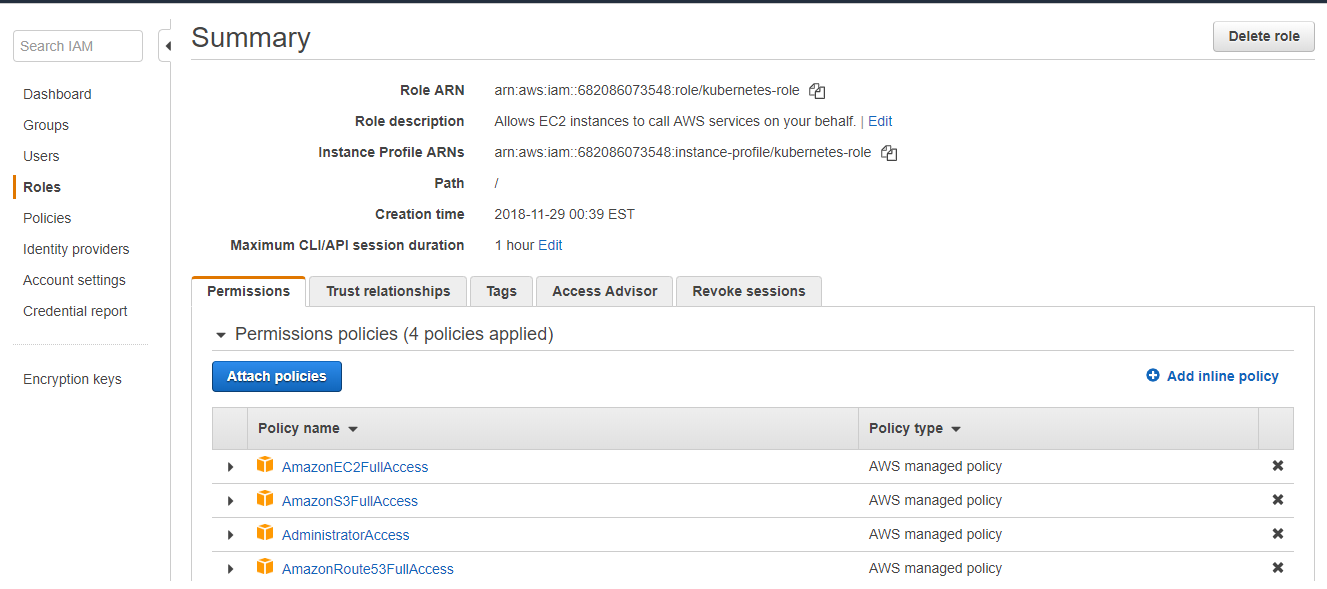 Search IAM
Dashboard
Groups
Users
Roles
Policies
Identity providers
Account settings
Credential report
Encryption keys
Summary
Delete role
Role ARN arn:aws:iam::682086073548:role/kubernetes-role
Role description Allows EC2 instances to call AWS services on your behalf. | Edit
Instance Profile ARNs arn:aws:iam::682086073548:instance-profile/kubernetes-role
Path /
Creation time 2018-11-29 00:39 EST
Maximum CLI/API session duration 1 hour Edit
Permissions Trust relationships Tags Access Advisor Revoke sessions
Permissions policies (4 policies applied)
Attach policies Add inline policy
Policy name Policy type
AmazonEC2FullAccess AWS managed policy
AmazonS3FullAccess AWS managed policy
AdministratorAccess AWS managed policy
AmazonRoute53FullAccess AWS managed policy